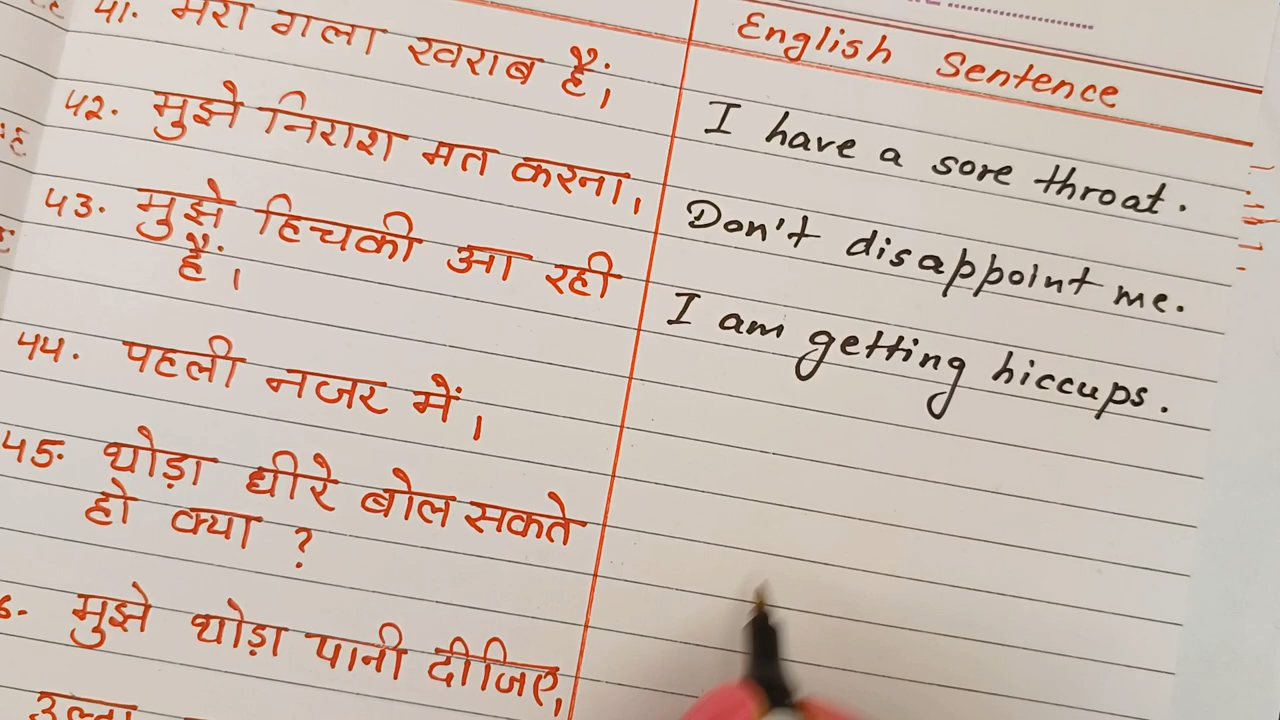 English Sentence
41. मेरा गला खराब है।
I have a sore throat.
42. मुझे निराश मत करना।
Don't disappoint me.
43. मुझे हिचकी आ रही
है।
I am getting hiccups.
44. पहली नजर में।
45. थोड़ा धीरे बोल सकते
हो क्या ?
6. मुझे थोड़ा पानी दीजिए।